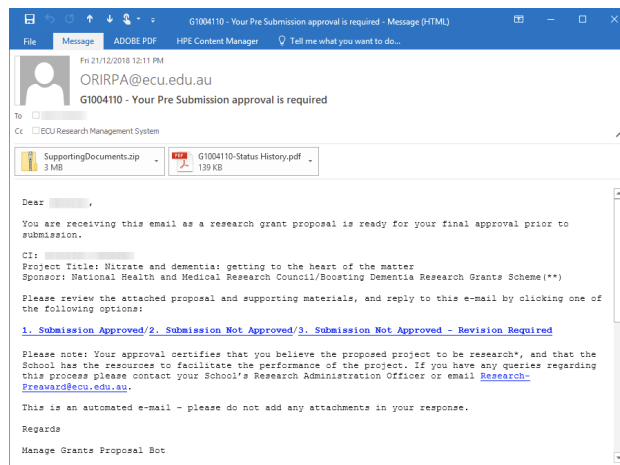 G1004110 - Your Pre Submission approval is required - Message (HTML)
File Message ADOBE PDF HPE Content Manager Tell me what you want to do...
Fri 21/12/2018 12:11 PM
ORIRPA@ecu.edu.au
G1004110 - Your Pre Submission approval is required
To
Cc ECU Research Management System
SupportingDocuments.zip
3 MB
PDF
G1004110-Status History.pdf
139 KB
Dear ,
You are receiving this email as a research grant proposal is ready for your final approval prior to
submission.
CI:
Project Title: Nitrate and dementia: getting to the heart of the matter
Sponsor: National Health and Medical Research Council/Boosting Dementia Research Grants Scheme(**)
Please review the attached proposal and supporting materials, and reply to this e-mail by clicking one of
the following options:
1. Submission Approved/2. Submission Not Approved/3. Submission Not Approved - Revision Required
Please note: Your approval certifies that you believe the proposed project to be research*, and that the
School has the resources to facilitate the performance of the project. If you have any queries regarding
this process please contact your School's Research Administration Officer or email Research-
Preaward@ecu.edu.au.
This is an automated e-mail - please do not add any attachments in your response.
Regards
Manage Grants Proposal Bot